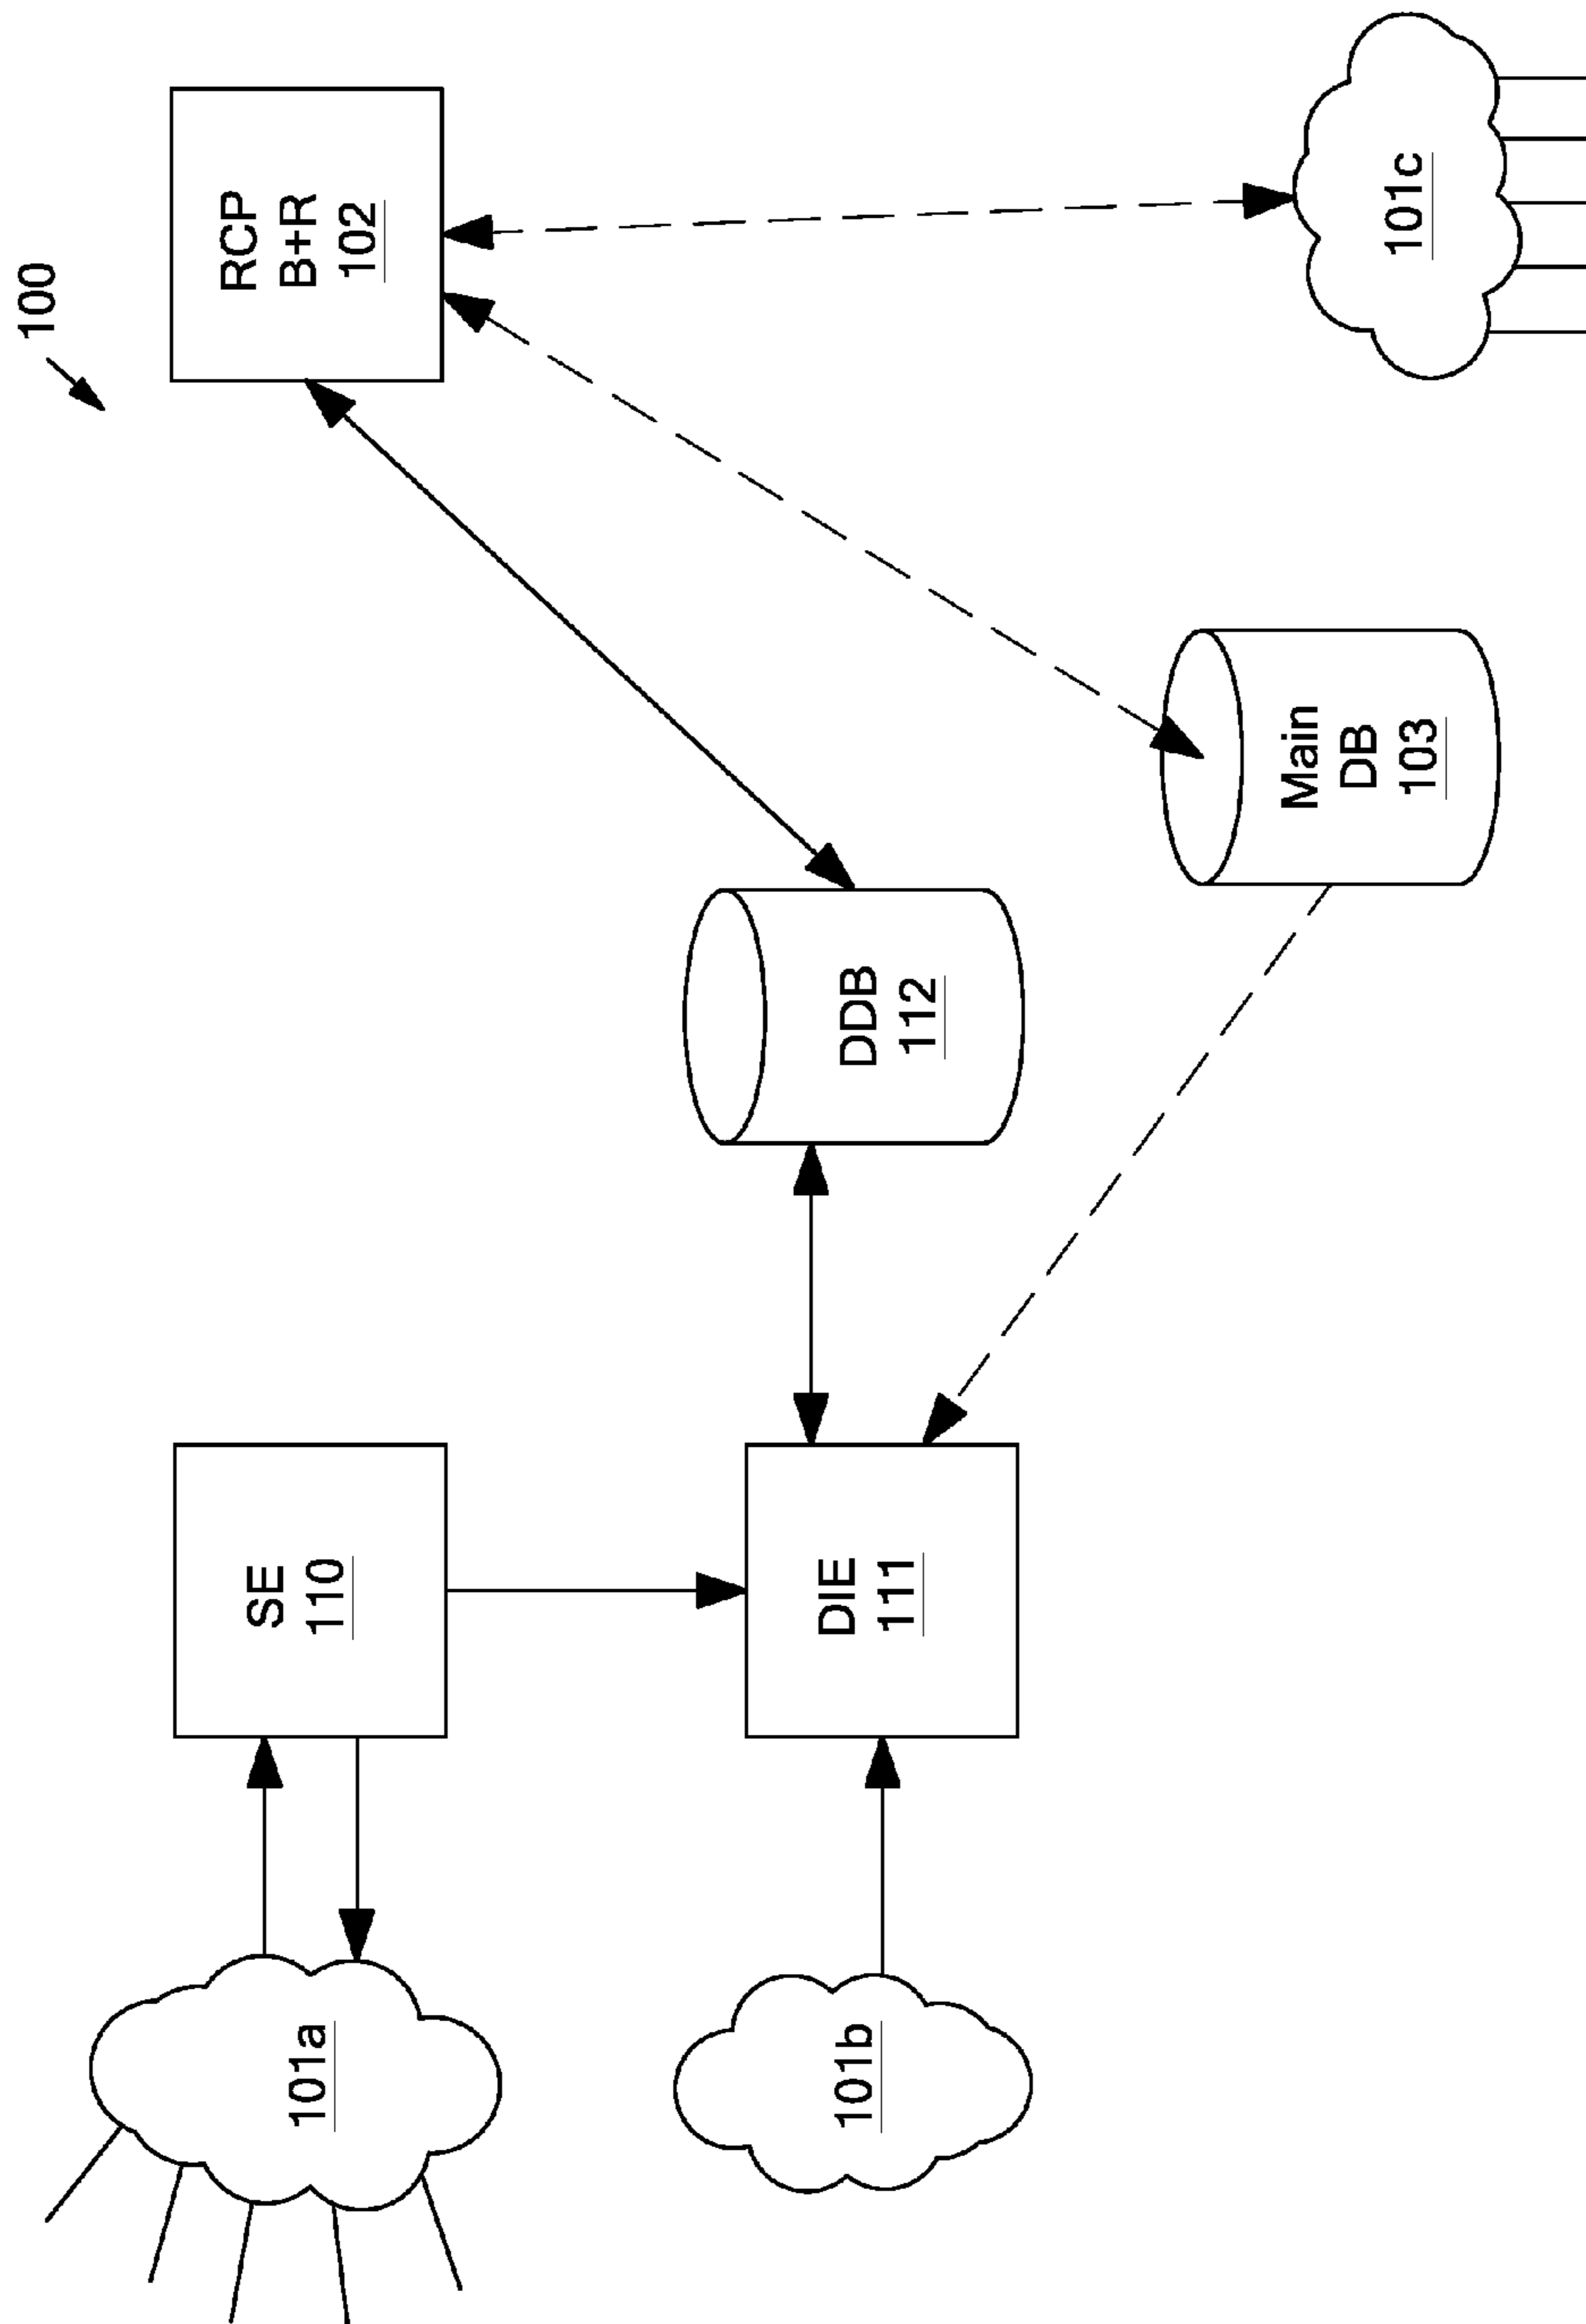 100
101a
SE
110
RCP
B+R
102
101b
DIE
111
DDB
112
Main
DB
103
101c